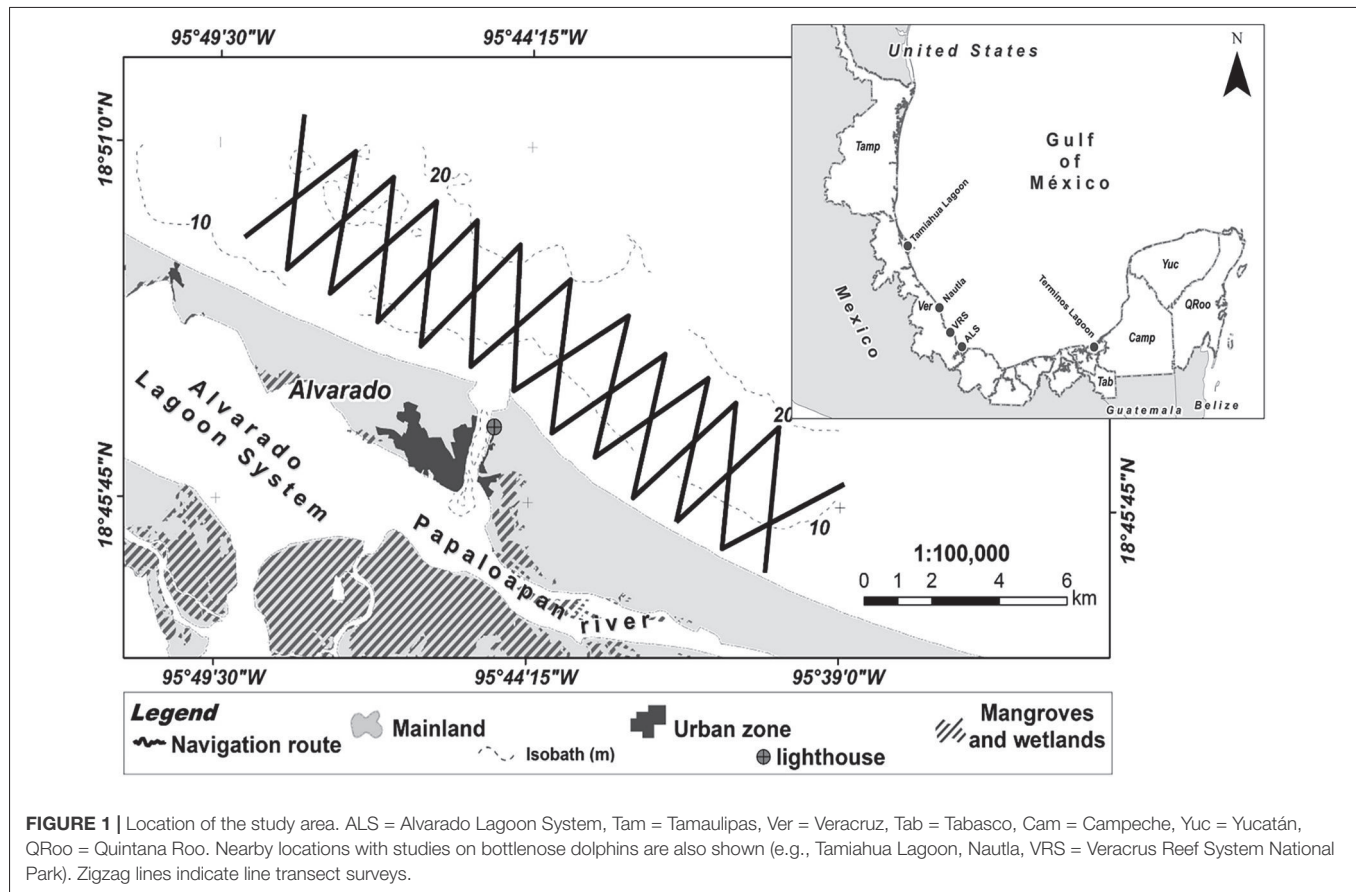 95°49'30"W
95°44'15"W
18°51'0"N
20
10
Alvarado
Alvarado
Lagoon System
18°45'45"N
Papaloapan river
20
10
18°45'45"N
1:100,000
0 1 2 4 6
km
95°49'30"W
95°44'15"W
95°39'0"W
United States
N
Gulf
of
México
Tamp
Tamiahua Lagoon
Mexico
Ver
Nautla
VRS
ALS
Terminos Lagoon
Yuc
QRoo
Camp
Tab
Guatemala
Belize
Legend
Navigation route
Mainland
Isobath (m)
Urban zone
lighthouse
Mangroves
and wetlands
FIGURE 1 | Location of the study area. ALS = Alvarado Lagoon System, Tam = Tamaulipas, Ver = Veracruz, Tab = Tabasco, Cam = Campeche, Yuc = Yucatán,
QRoo = Quintana Roo. Nearby locations with studies on bottlenose dolphins are also shown (e.g., Tamiahua Lagoon, Nautla, VRS = Veracrus Reef System National
Park). Zigzag lines indicate line transect surveys.